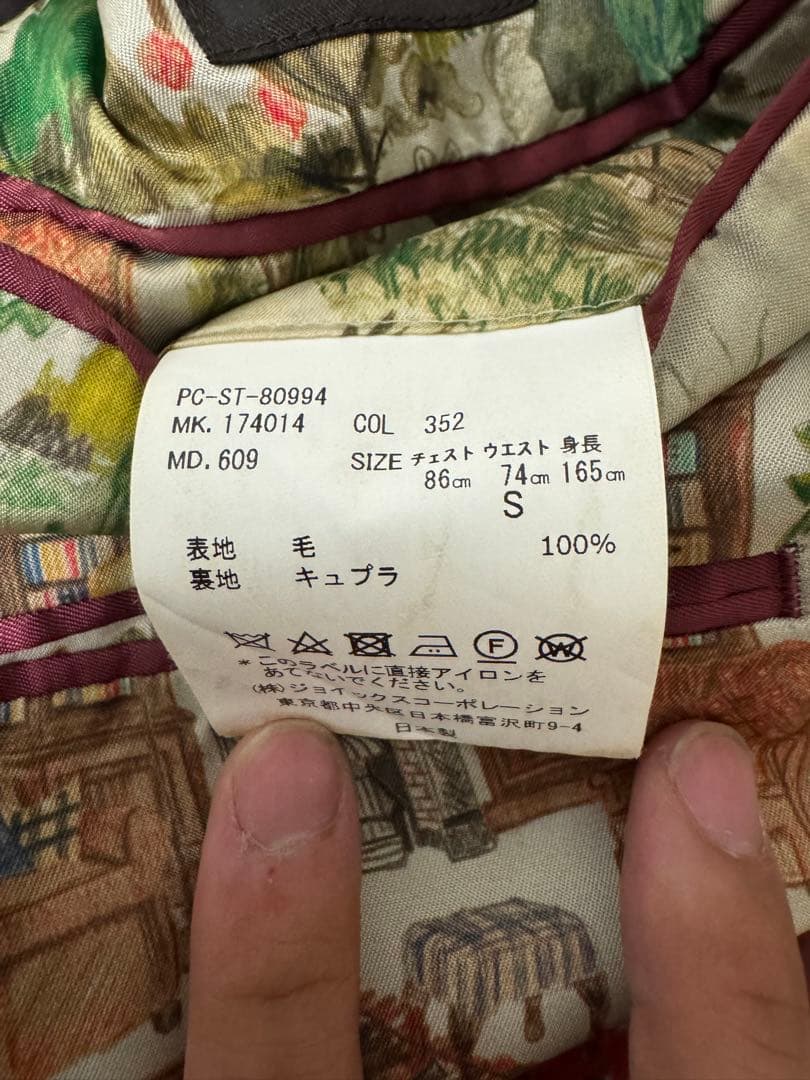 PC-ST-80994
MK. 174014 COL 352
MD. 609 SIZE チェスト ウエスト 身長
86㎝ 74㎝ 165㎝
S
表地 毛 100%
裏地 キュプラ
F W
*このラベルに直接アイロンを
あてないでください。
(株)ジョイックスコーポレーション
東京都中央区日本橋富沢町9-4
日本製